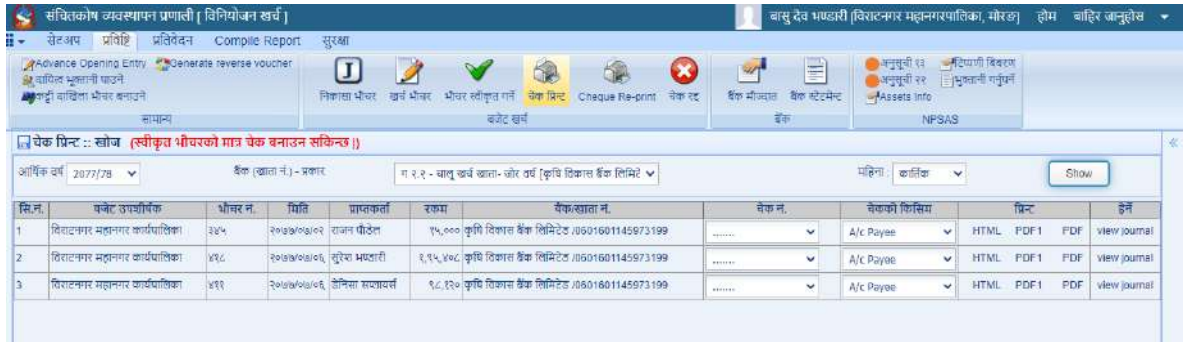 संचितकोष व्यवस्थापन प्रणाली [ विनियोजन खर्च ] बासु देव भण्डारी [विराटनगर महानगरपालिका, मोरङ] होम बाहिर जानुहोस
सेटअप प्रविष्टि प्रतिवेदन Compile Report सुरक्षा
Advance Opening Entry Generate reverse voucher
दायित्व भुक्तानी पाउने
कट्टी दाखिला भौचर बनाउने
निकासा भौचर खर्च भौचर भौचर स्वीकृत गर्ने चेक प्रिन्ट Cheque Re-print चेक रद्द
बैंक मौज्दात बैंक स्टेटमेन्ट
अनुसूची १३ टिप्पणी विवरण
अनुसूची २२ भुक्तानी गर्नुपर्ने
Assets Info
सामान्य बजेट खर्च बैंक NPSAS
चेक प्रिन्ट :: खोज (स्वीकृत भौचरको मात्र चेक बनाउन सकिन्छ |)
आर्थिक वर्ष 2077/78 बैंक (खाता नं.) - प्रकार ग २.१ - चालु खर्च खाता- जोर वर्ष [कृषि विकास बैंक लिमिटे महिना : कार्तिक Show
सि.नं. बजेट उपशीर्षक भौचर नं. मिति प्राप्तकर्ता रकम बैंक/खाता नं. चेक नं. चेकको किसिम प्रिन्ट हेर्ने
1 विराटनगर महानगर कार्यपालिका ३४५ २०७७/०७/०२ राजन पौडेल १५,००० कृषि विकास बैंक लिमिटेड /0601601145973199 ....... A/c Payee HTML PDF1 PDF view journal
2 विराटनगर महानगर कार्यपालिका ४१८ २०७७/०७/०६ सुरेश भण्डारी १,१५,४०८ कृषि विकास बैंक लिमिटेड /0601601145973199 ....... A/c Payee HTML PDF1 PDF view journal
3 विराटनगर महानगर कार्यपालिका ४११ २०७७/०७/०६ डेनिसा सप्लायर्स ९८,१२० कृषि विकास बैंक लिमिटेड /0601601145973199 ....... A/c Payee HTML PDF1 PDF view journal